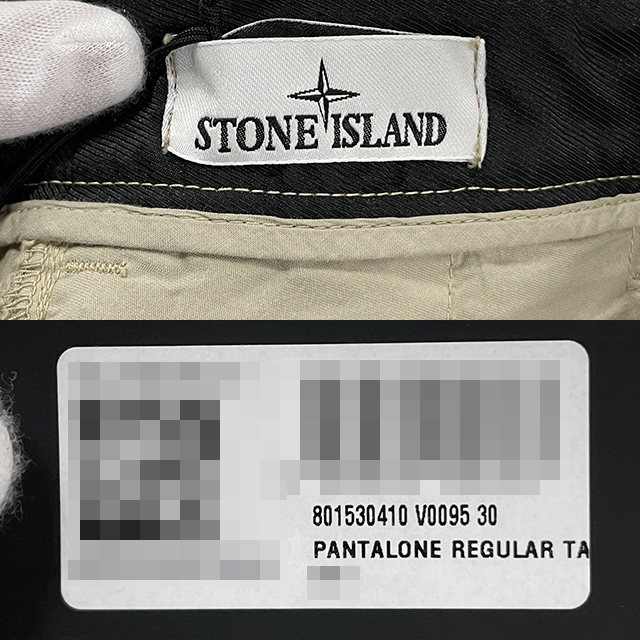 STONE ISLAND
801530410 V0095 30
PANTALONE REGULAR TA